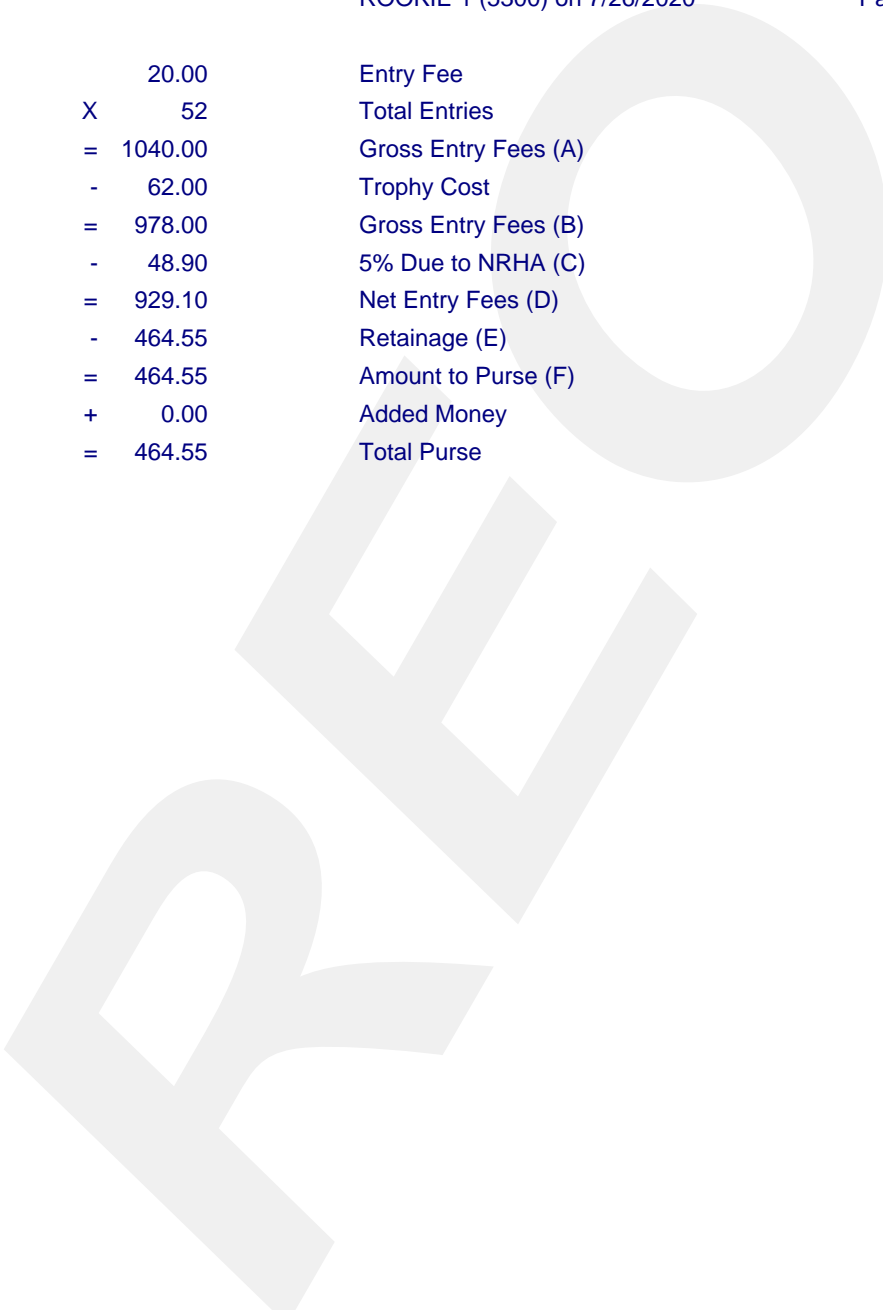 20.00 Entry Fee
X 52 Total Entries
= 1040.00 Gross Entry Fees (A)
- 62.00 Trophy Cost
= 978.00 Gross Entry Fees (B)
- 48.90 5% Due to NRHA (C)
= 929.10 Net Entry Fees (D)
- 464.55 Retainage (E)
= 464.55 Amount to Purse (F)
+ 0.00 Added Money
= 464.55 Total Purse
REO